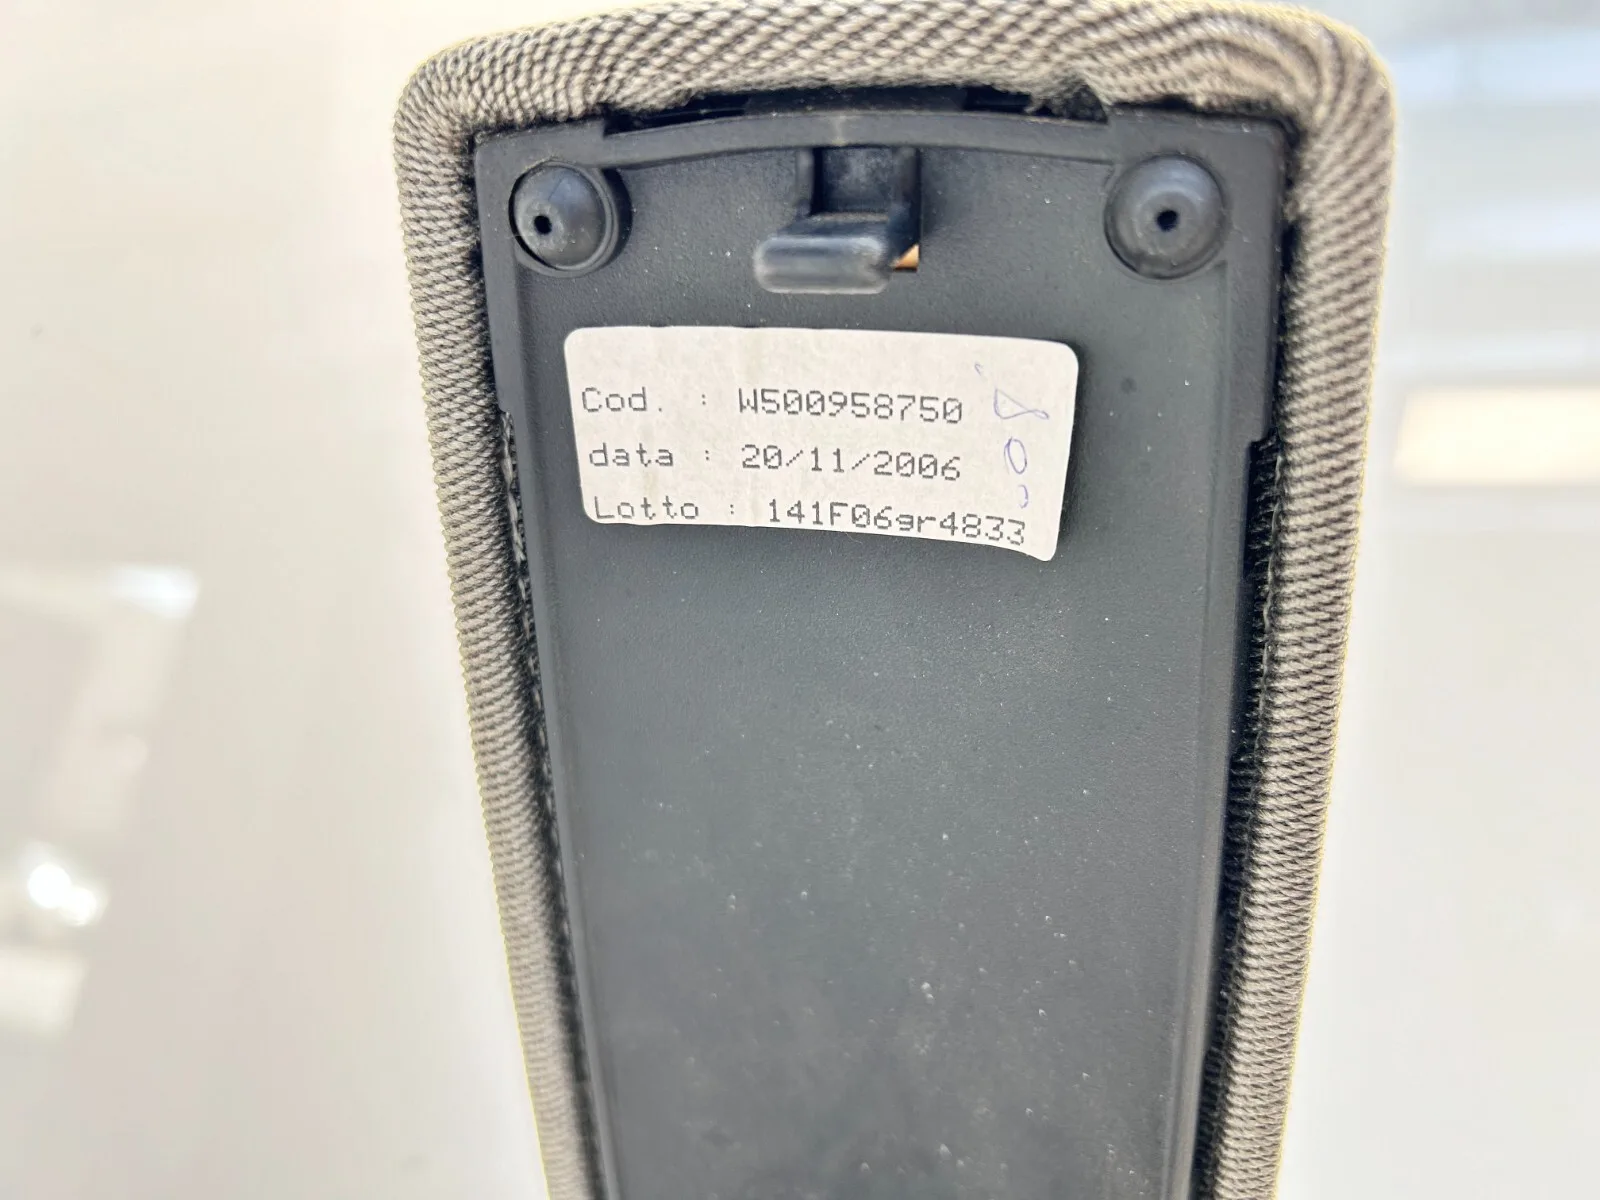 Cod. : W500958750
data : 20/11/2006
Lotto : 141F06gr4833